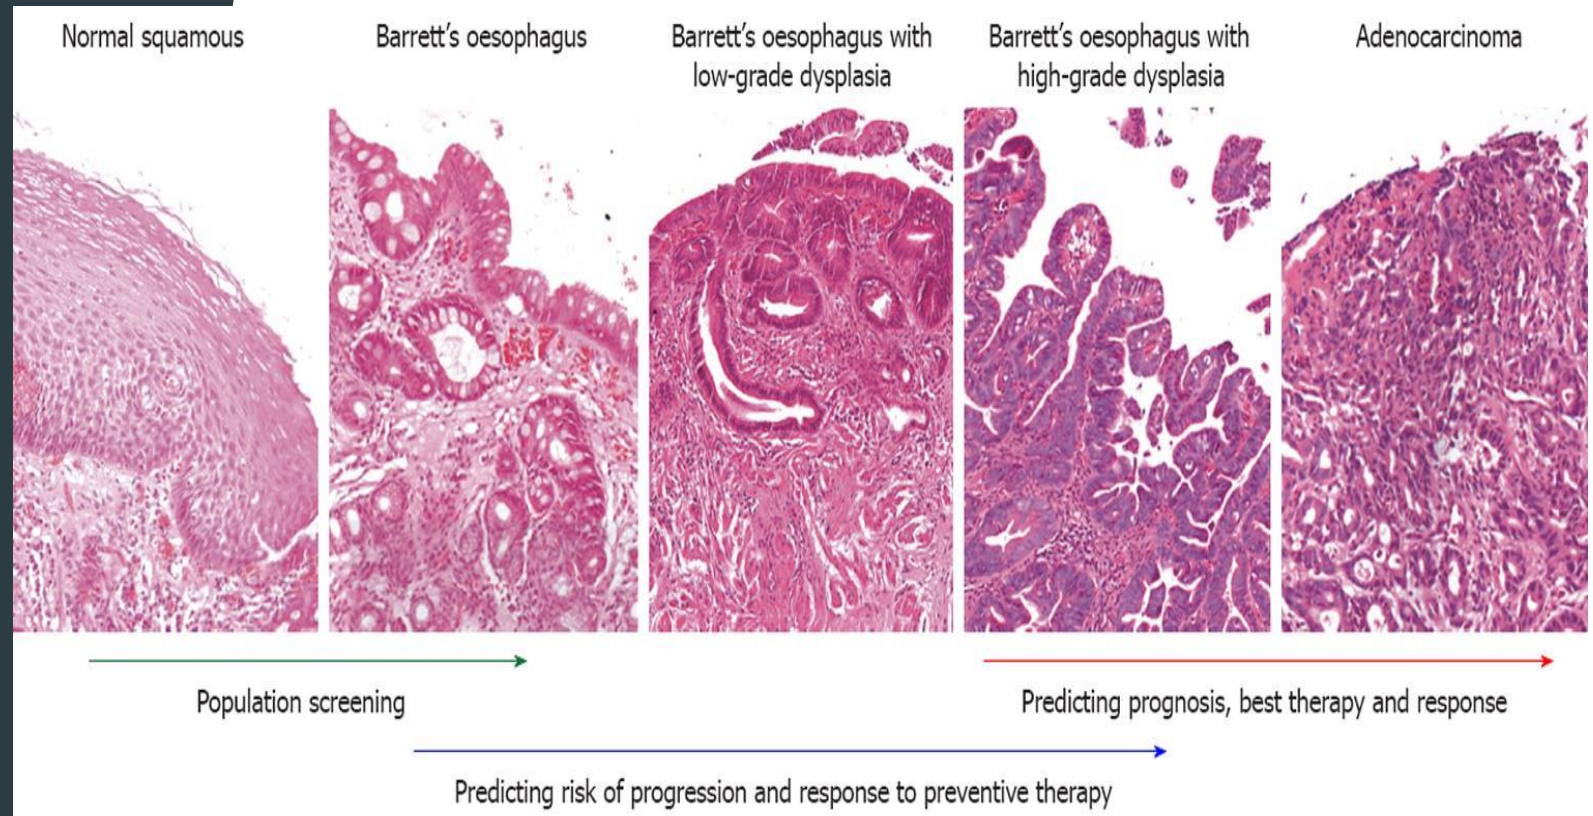 Normal squamous
Barrett's oesophagus
Barrett's oesophagus with
low-grade dysplasia
Barrett's oesophagus with
high-grade dysplasia
Adenocarcinoma
Population screening
Predicting prognosis, best therapy and response
Predicting risk of progression and response to preventive therapy